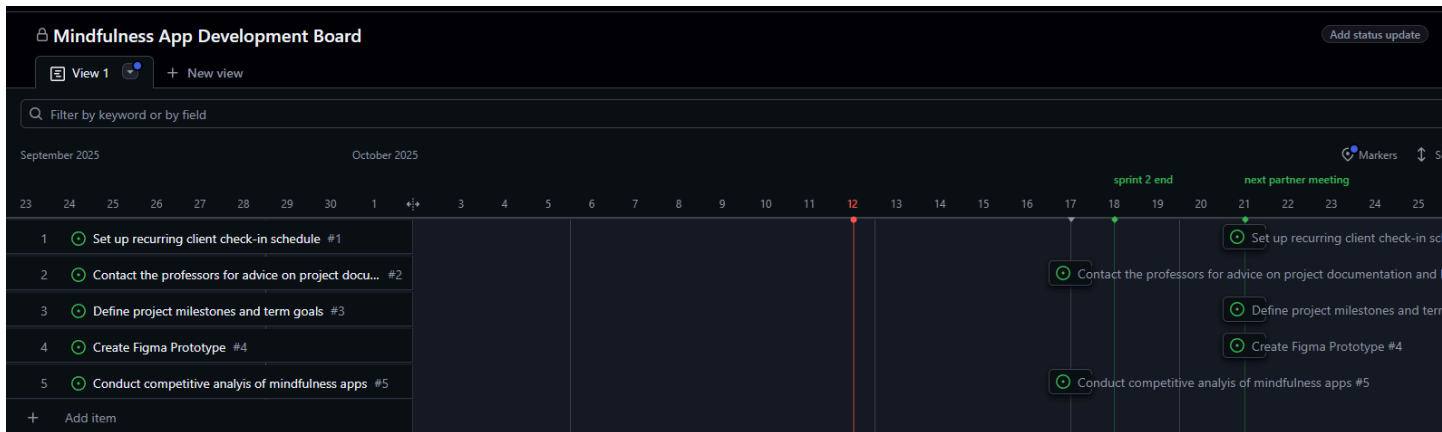 Mindfulness App Development Board
Add status update
View 1
New view
Filter by keyword or by field
September 2025 October 2025
Markers
sprint 2 end next partner meeting
23 24 25 26 27 28 29 30 1 3 4 5 6 7 8 9 10 11 12 13 14 15 16 17 18 19 20 21 22 23 24 25
1 Set up recurring client check-in schedule #1 Set up recurring client check-in
2 Contact the professors for advice on project docu... #2 Contact the professors for advice on project documentation and
3 Define project milestones and term goals #3 Define project milestones and
4 Create Figma Prototype #4 Create Figma Prototype #4
5 Conduct competitive analyis of mindfulness apps #5 Conduct competitive analyis of mindfulness apps #5
Add item